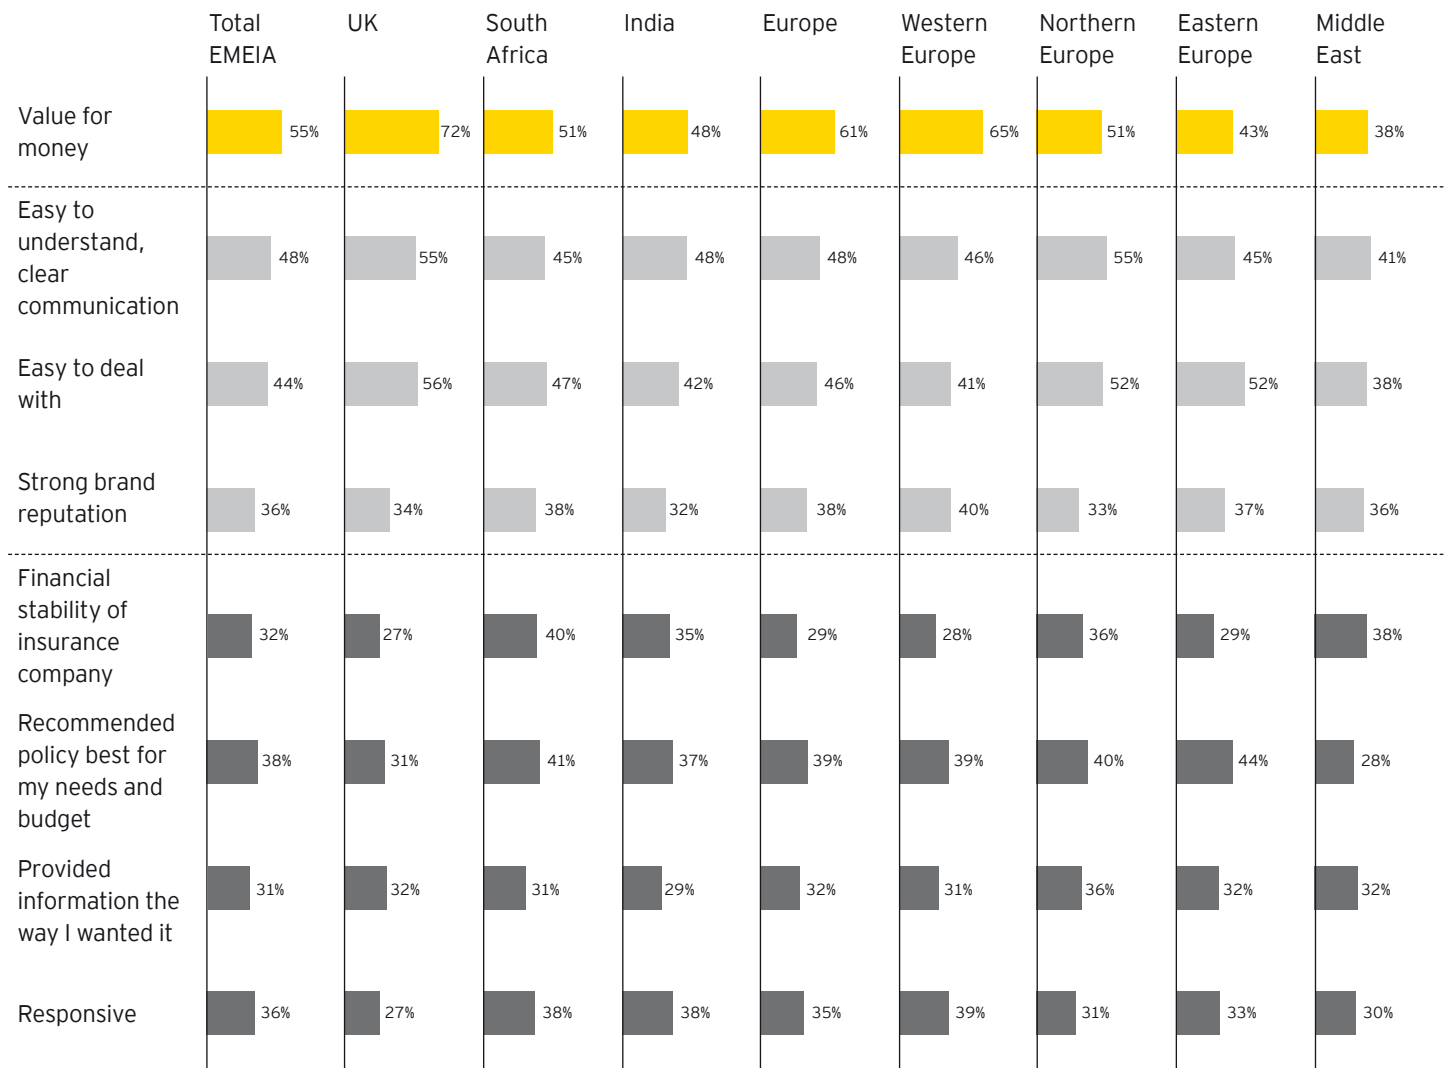 Total EMEIA
UK
South Africa
India
Europe
Western Europe
Northern Europe
Eastern Europe
Middle East
Value for
money
55% 72% 51% 48% 61% 65% 51% 43% 38%
Easy to
understand,
clear
communication
48% 55% 45% 48% 48% 46% 55% 45% 41%
Easy to deal
with
44% 56% 47% 42% 46% 41% 52% 52% 38%
Strong brand
reputation
36% 34% 38% 32% 38% 40% 33% 37% 36%
Financial
stability of
insurance
company
32% 27% 40% 35% 29% 28% 36% 29% 38%
Recommended
policy best for
my needs and
budget
38% 31% 41% 37% 39% 39% 40% 44% 28%
Provided
information the
way I wanted it
31% 32% 31% 29% 32% 31% 36% 32% 32%
Responsive
36% 27% 38% 38% 35% 39% 31% 33% 30%